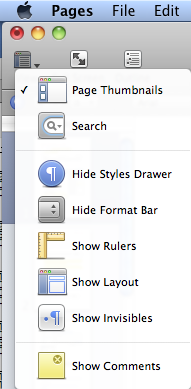 Pages File Edit
✓ Page Thumbnails
Search
Hide Styles Drawer
Hide Format Bar
Show Rulers
Show Layout
Show Invisibles
Show Comments